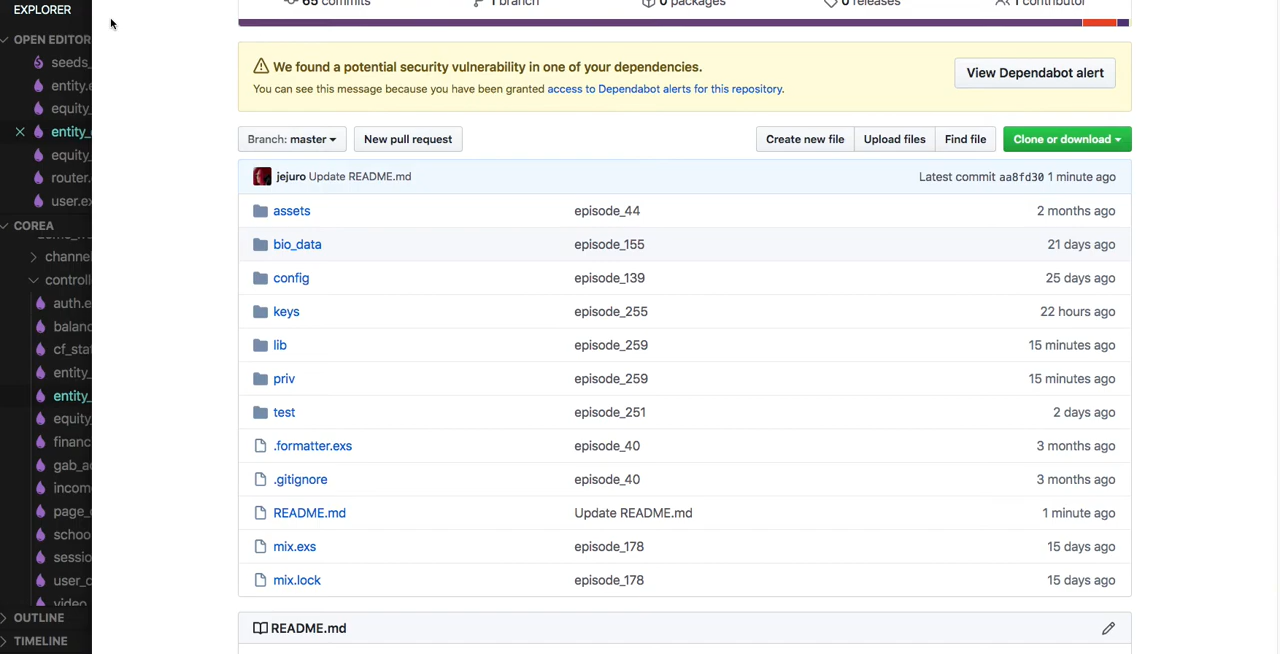 EXPLORER
OPEN EDITOR
seeds_
entity.e
equity_
entity_
equity_
router.
user.ex
COREA
channe
controll
auth.e
balanc
cf_sta
entity_
entity_
equity_
financ
gab_a
incom
page_
schoo
sessio
user_c
video
OUTLINE
TIMELINE
65 commits
1 branch
0 packages
0 releases
1 contributor
We found a potential security vulnerability in one of your dependencies.
You can see this message because you have been granted access to Dependabot alerts for this repository.
View Dependabot alert
Branch: master
New pull request
Create new file
Upload files
Find file
Clone or download
jejuro Update README.md
Latest commit aa8fd30 1 minute ago
assets episode_44 2 months ago
bio_data episode_155 21 days ago
config episode_139 25 days ago
keys episode_255 22 hours ago
lib episode_259 15 minutes ago
priv episode_259 15 minutes ago
test episode_251 2 days ago
.formatter.exs episode_40 3 months ago
.gitignore episode_40 3 months ago
README.md Update README.md 1 minute ago
mix.exs episode_178 15 days ago
mix.lock episode_178 15 days ago
README.md